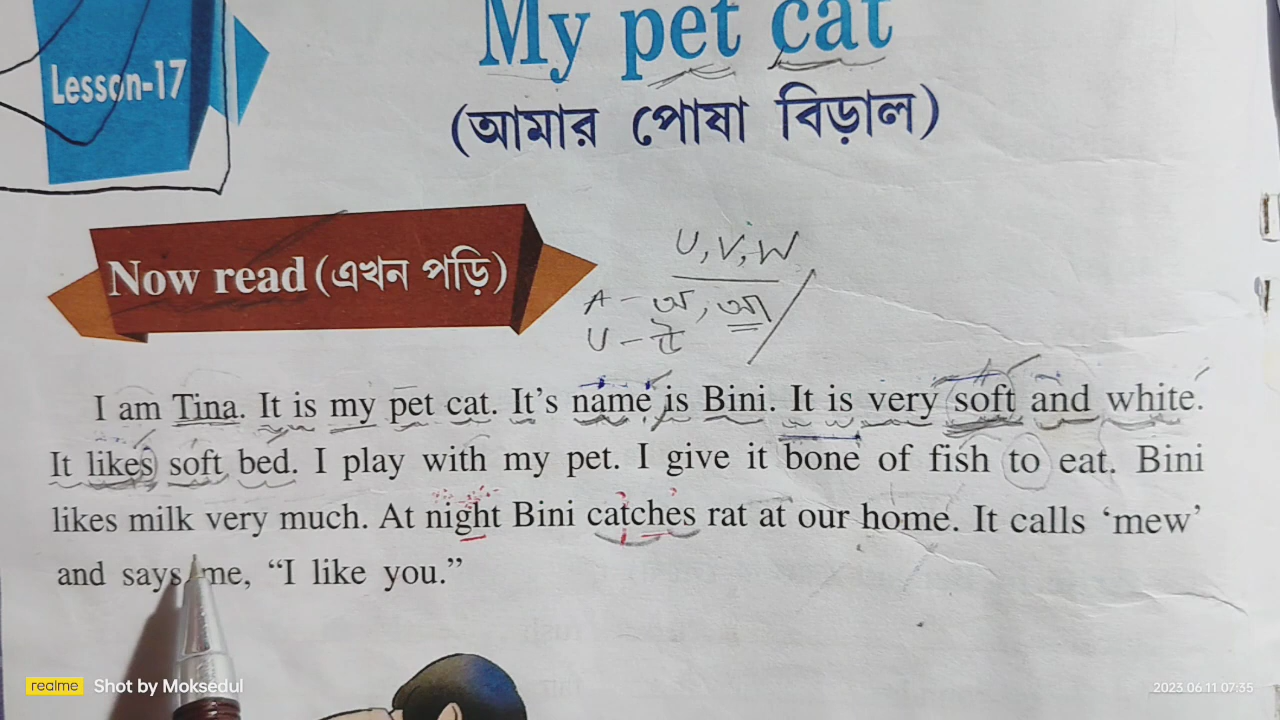 My pet cat
Lesson-17
(আমার পোষা বিড়াল)
Now read (এখন পড়ি)
U, V, W
A - অ, আ
U -
I am Tina. It is my pet cat. It's name is Bini. It is very soft and white.
It likes soft bed. I play with my pet. I give it bone of fish to eat. Bini
likes milk very much. At night Bini catches rat at our home. It calls ‘mew’
and says me, “I like you.”
realme Shot by Moksedul
2023.06.11 07:35